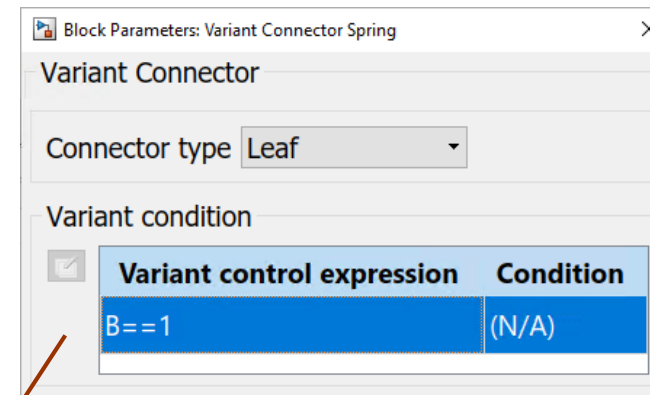 Block Parameters: Variant Connector Spring
Variant Connector
Connector type Leaf
Variant condition
Variant control expression Condition
B==1 (N/A)